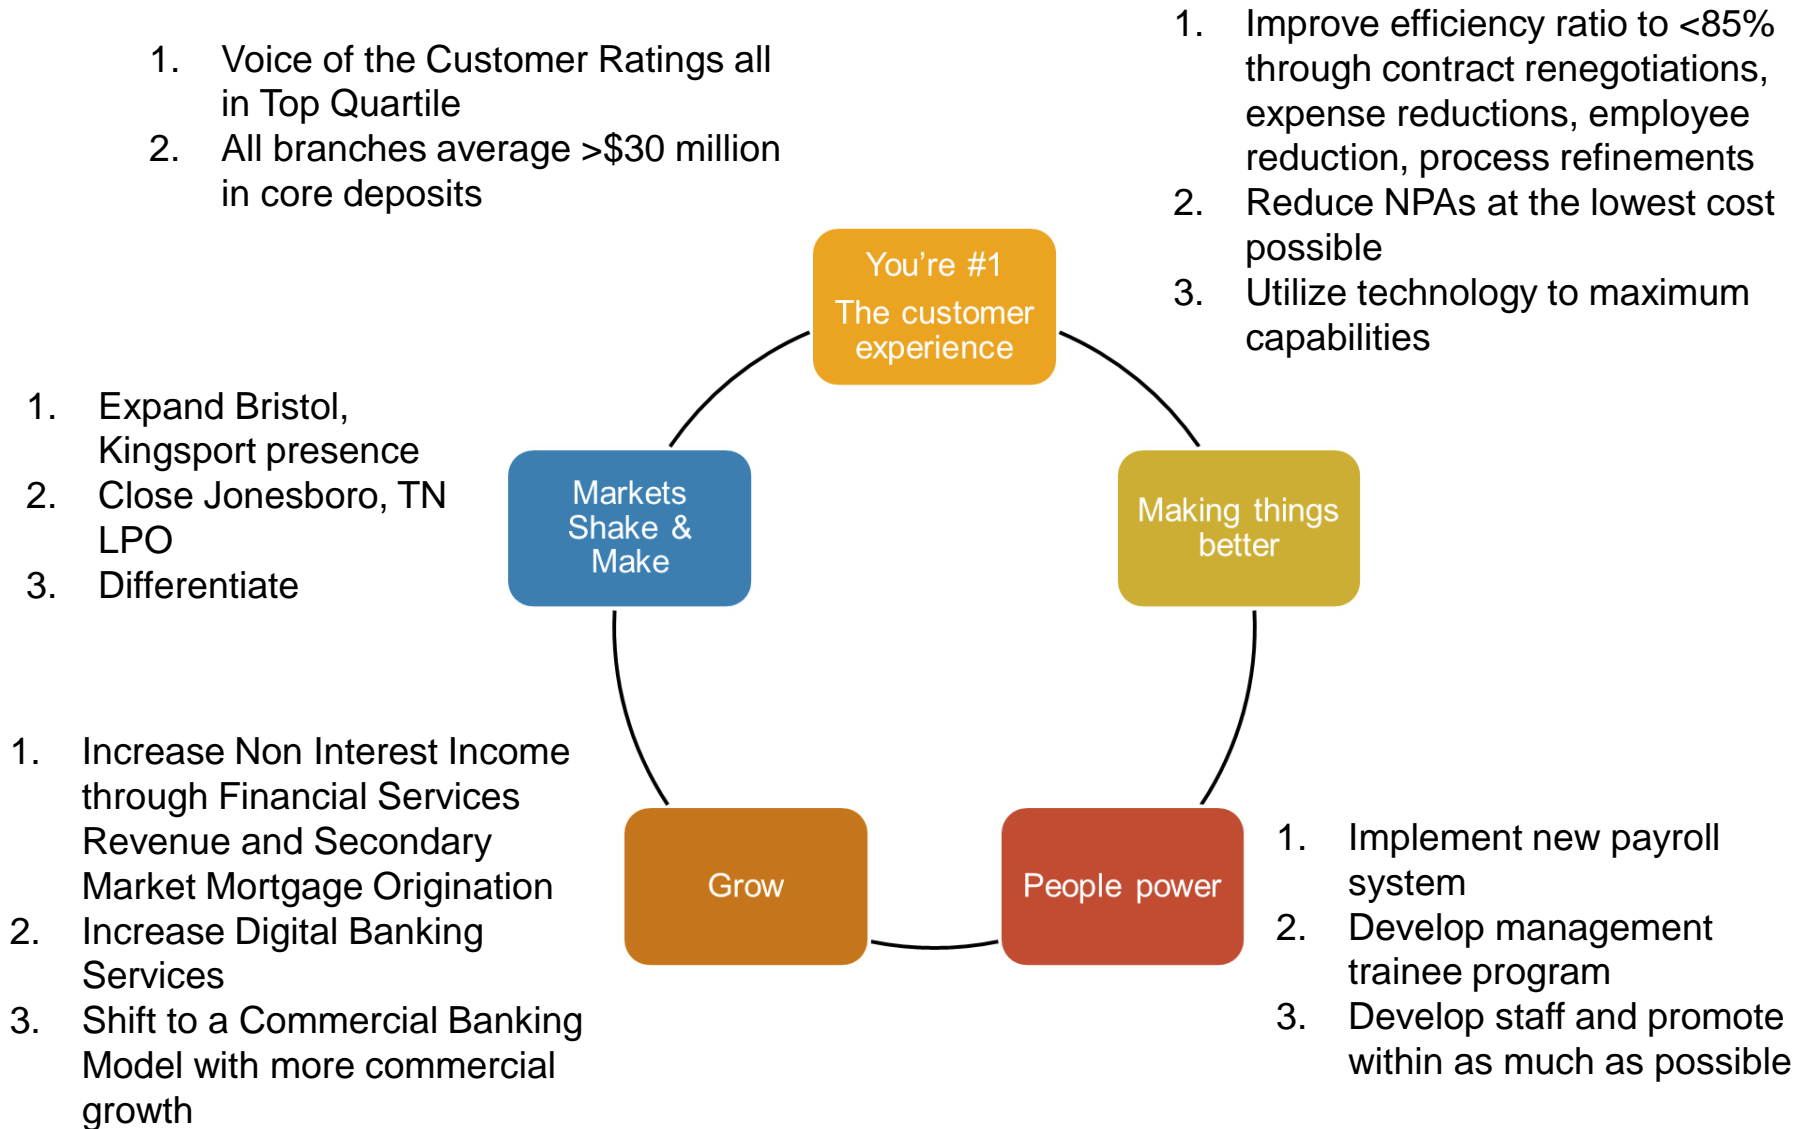 1. Voice of the Customer Ratings all
in Top Quartile
2. All branches average >$30 million
in core deposits
1. Improve efficiency ratio to <85%
through contract renegotiations,
expense reductions, employee
reduction, process refinements
2. Reduce NPAs at the lowest cost
possible
3. Utilize technology to maximum
capabilities
You’re #1
The customer
experience
1. Expand Bristol,
Kingsport presence
2. Close Jonesboro, TN
LPO
3. Differentiate
Markets
Shake &
Make
Making things
better
1. Increase Non Interest Income
through Financial Services
Revenue and Secondary
Market Mortgage Origination
2. Increase Digital Banking
Services
3. Shift to a Commercial Banking
Model with more commercial
growth
Grow
People power
1. Implement new payroll
system
2. Develop management
trainee program
3. Develop staff and promote
within as much as possible